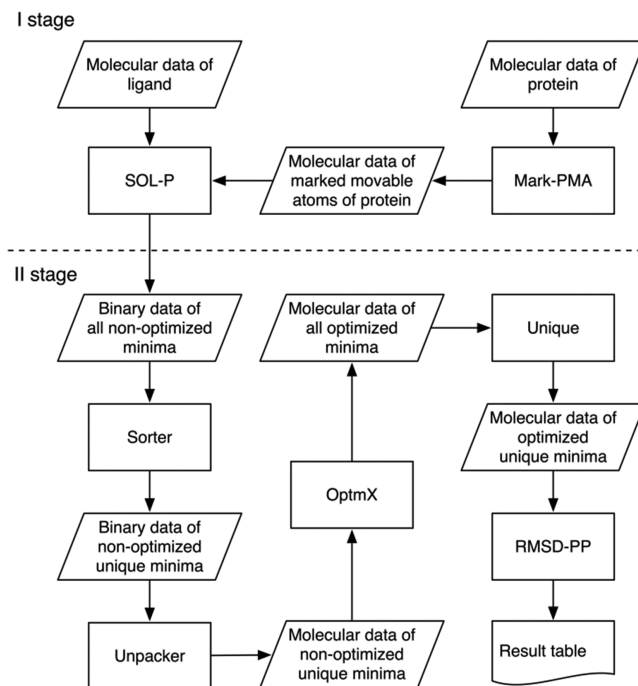 I stage
Molecular data of
ligand
Molecular data of
protein
SOL-P
Molecular data of
marked movable
atoms of protein
Mark-PMA
II stage
Binary data of
all non-optimized
minima
Molecular data of
all optimized
minima
Unique
Sorter
Molecular data of
optimized
unique minima
OptmX
Binary data of
non-optimized
unique minima
RMSD-PP
Unpacker
Molecular data of
non-optimized
unique minima
Result table